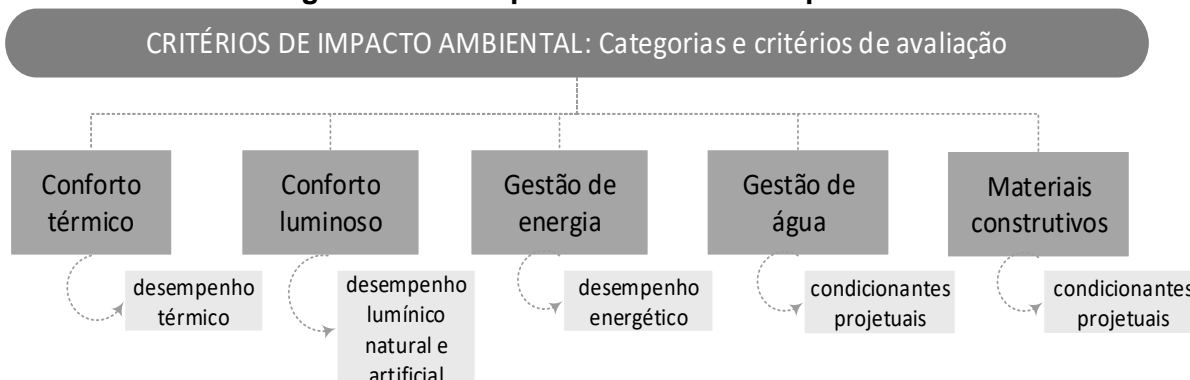 CRITÉRIOS DE IMPACTO AMBIENTAL: Categorias e critérios de avaliação
Conforto
térmico
desempenho
térmico
Conforto
luminoso
desempenho
lumínico
natural e
artificial
Gestão de
energia
desempenho
energético
Gestão de
água
condicionantes
projetuais
Materiais
construtivos
condicionantes
projetuais